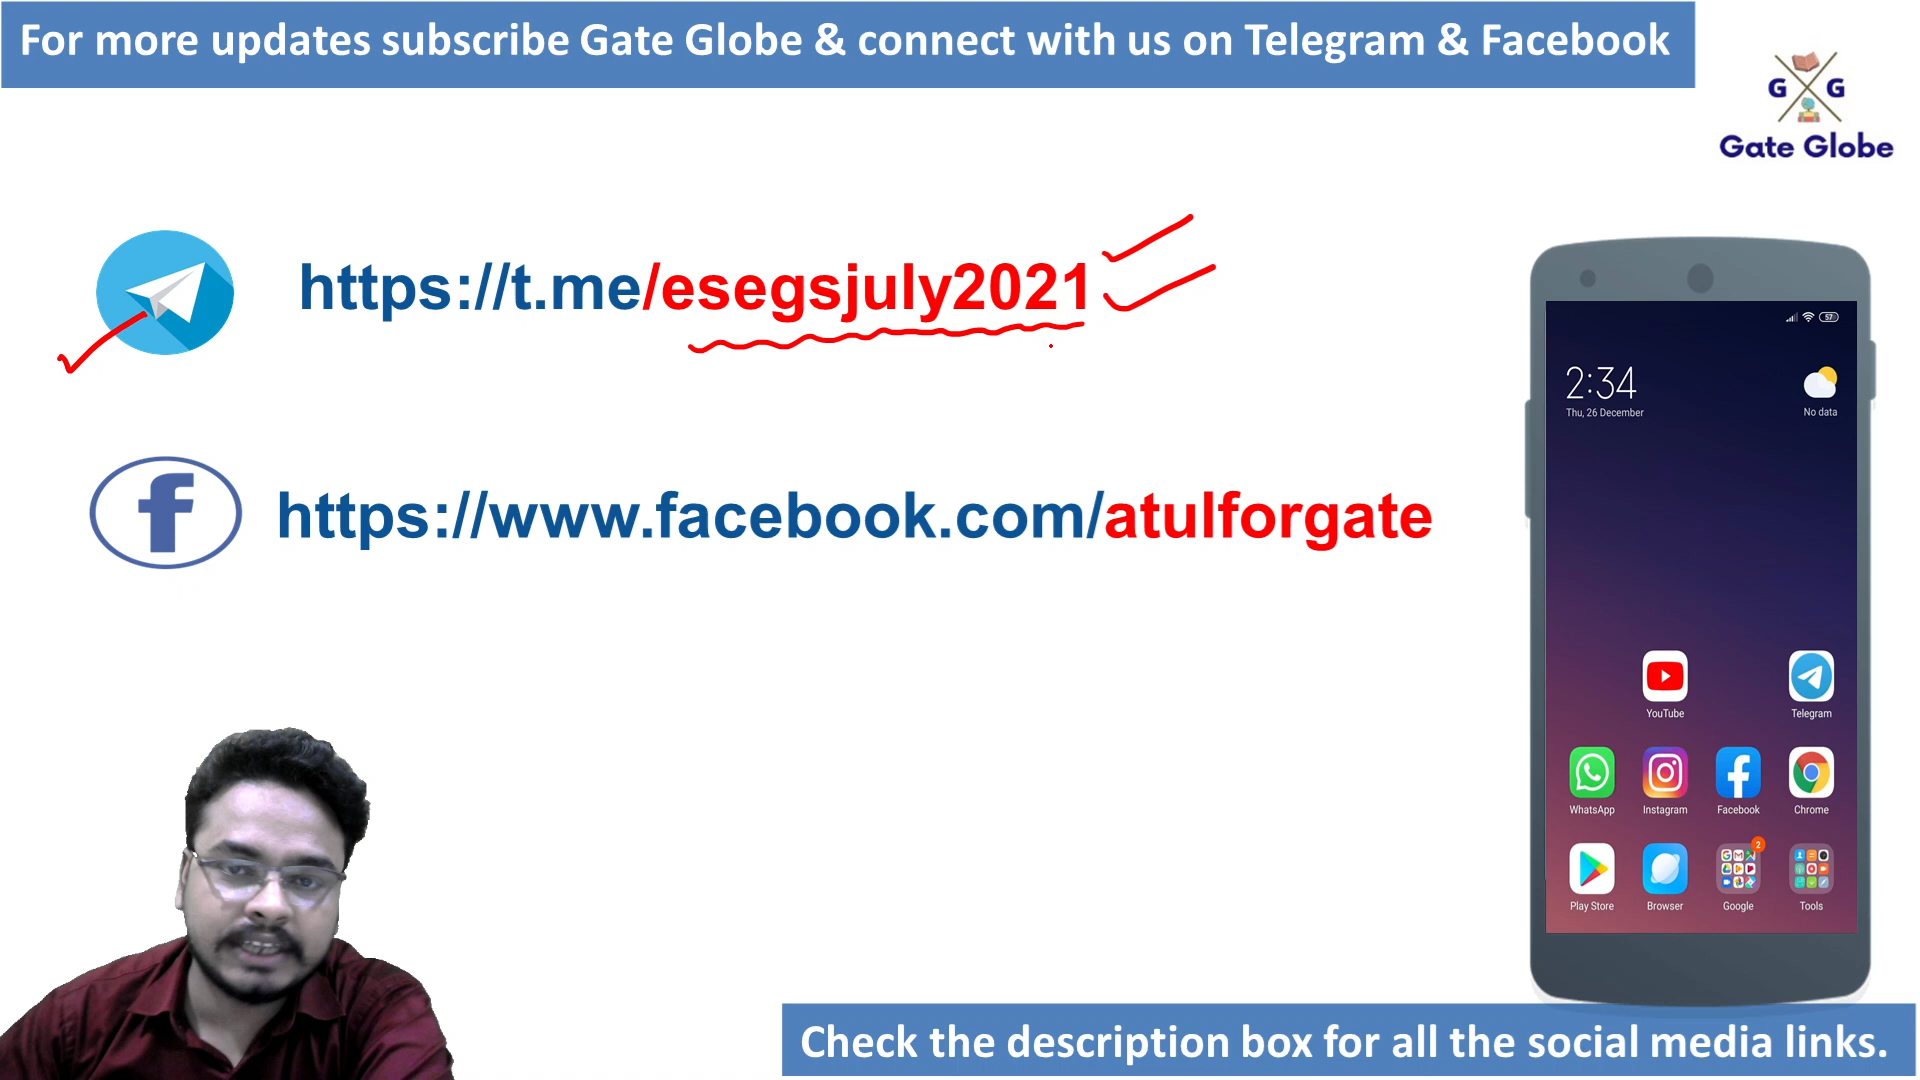 For more updates subscribe Gate Globe & connect with us on Telegram & Facebook
G G
Gate Globe
https://t.me/esegsjuly2021
https://www.facebook.com/atulforgate
57
2:34
Thu, 26 December
No data
YouTube
Telegram
WhatsApp
Instagram
Facebook
Chrome
2
Play Store
Browser
Google
Tools
Check the description box for all the social media links.